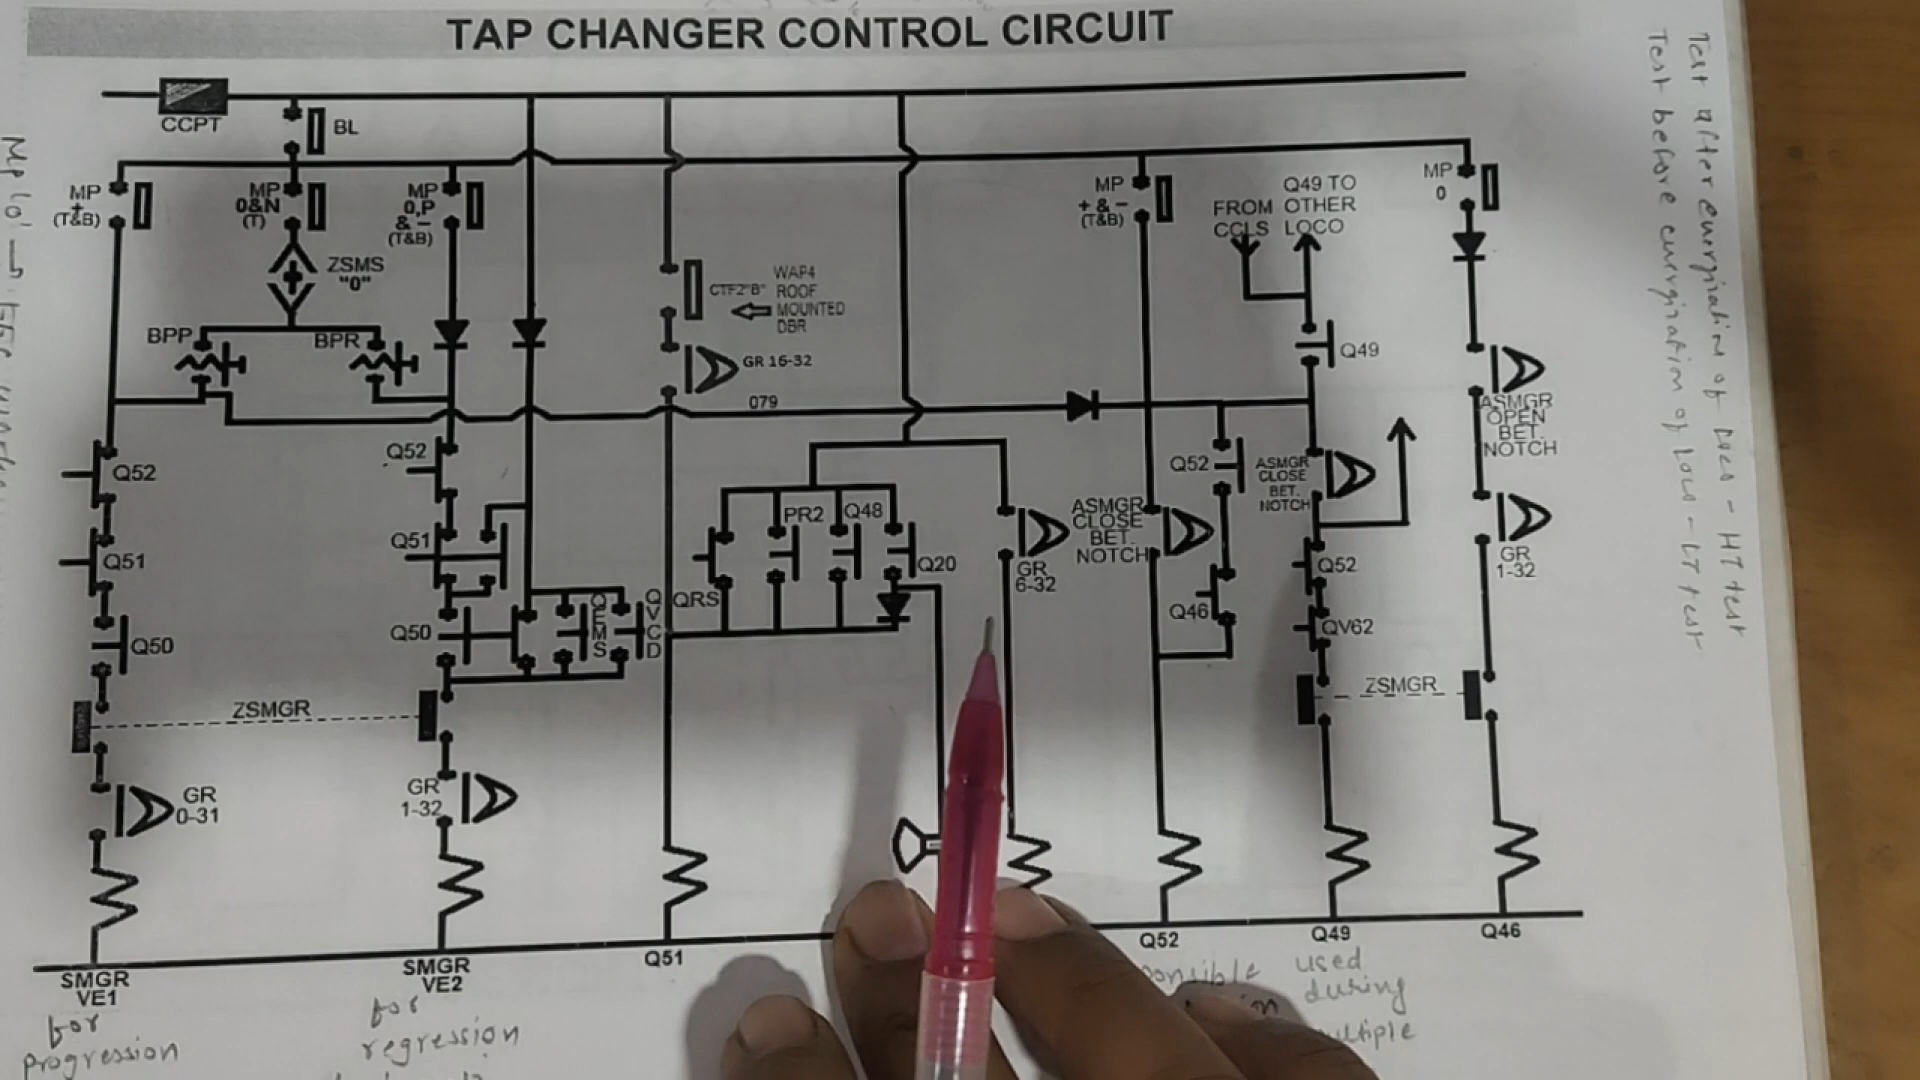 TAP CHANGER CONTROL CIRCUIT
CCPT
BL
MP
+
(T&B)
MP
0&N
(T)
MP
0,P
& -
(T&B)
ZSMS
"0"
BPP
BPR
CTF2"B"
WAP4
ROOF
MOUNTED
DBR
GR 16-32
079
MP
+ & -
(T&B)
FROM
CCLS
Q49 TO
OTHER
LOCO
MP
0
Q49
ASMGR
OPEN
BET.
NOTCH
Q52
Q51
Q50
Q52
Q51
Q50
QEMS
QVCD
QRS
PR2
Q48
Q20
GR
6-32
ASMGR
CLOSE
BET.
NOTCH
Q52
Q46
ASMGR
CLOSE
BET.
NOTCH
Q52
QV62
GR
1-32
ZSMGR
ZSMGR
GR
0-31
GR
1-32
SMGR
VE1
SMGR
VE2
Q51
Q52
Q49
Q46
for
progression
for
regression
used
during
Test after energization of Loco - HT test
Test before energization of Loco - LT test